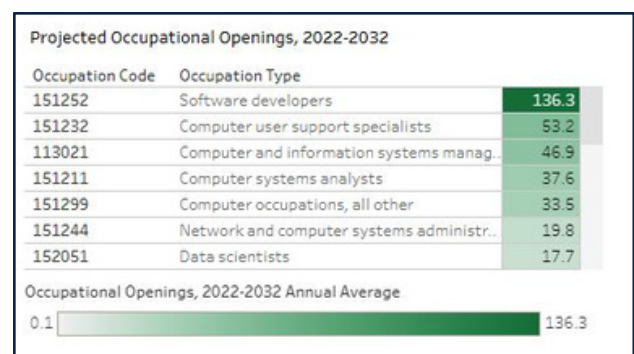 Projected Occupational Openings, 2022-2032
Occupation Code Occupation Type
151252 Software developers 136.3
151232 Computer user support specialists 53.2
113021 Computer and information systems manag.. 46.9
151211 Computer systems analysts 37.6
151299 Computer occupations, all other 33.5
151244 Network and computer systems administr.. 19.8
152051 Data scientists 17.7
Occupational Openings, 2022-2032 Annual Average
0.1 136.3